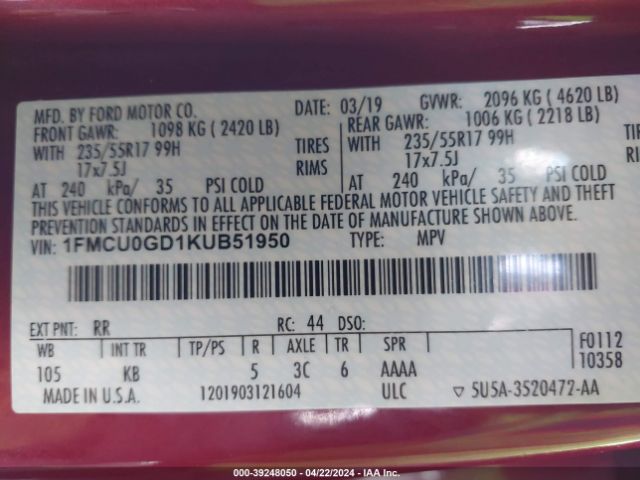 MFD. BY FORD MOTOR CO. DATE: 03/19 GVWR: 2096 KG ( 4620 LB)
FRONT GAWR: 1098 KG ( 2420 LB) REAR GAWR: 1006 KG ( 2218 LB)
WITH 235/55R17 99H TIRES WITH 235/55R17 99H
17x7.5J RIMS 17x7.5J
AT 240 kPa/ 35 PSI COLD AT 240 kPa/ 35 PSI COLD
THIS VEHICLE CONFORMS TO ALL APPLICABLE FEDERAL MOTOR VEHICLE SAFETY AND THEFT
PREVENTION STANDARDS IN EFFECT ON THE DATE OF MANUFACTURE SHOWN ABOVE.
VIN: 1FMCU0GD1KUB51950 TYPE: MPV
EXT PNT: RR RC: 44 DSO:
WB INT TR TP/PS R AXLE TR SPR F0112
105 KB 5 3C 6 AAAA 10358
MADE IN U.S.A. 1201903121604 ULC ▽ 5U5A-3520472-AA
000-39248050 - 04/22/2024 - IAA Inc.